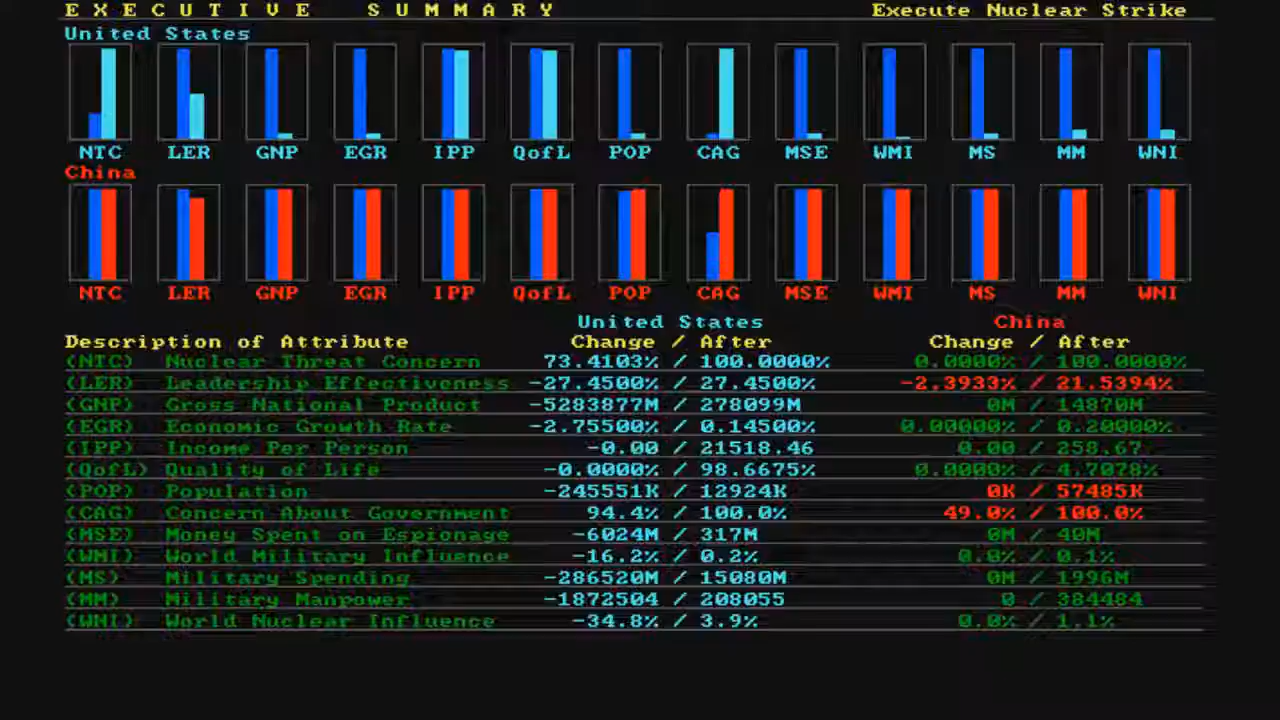 EXECUTIVE SUMMARY Execute Nuclear Strike
United States
NTC LER GNP EGR IPP QofL POP CAG MSE WMI MS MM WNI
China
NTC LER GNP EGR IPP QofL POP CAG MSE WMI MS MM WNI
United States China
Description of Attribute Change / After Change / After
(NTC) Nuclear Threat Concern 73.4103% / 100.0000% 0.0000% / 100.0000%
(LER) Leadership Effectiveness -27.4500% / 27.4500% -2.3933% / 21.5394%
(GNP) Gross National Product -5283877M / 278099M 0M / 14870M
(EGR) Economic Growth Rate -2.75500% / 0.14500% 0.00000% / 0.20000%
(IPP) Income Per Person -0.00 / 21518.46 0.00 / 258.67
(QofL) Quality of Life -0.0000% / 98.6675% 0.0000% / 4.7078%
(POP) Population -245551K / 12924K 0K / 57485K
(CAG) Concern About Government 94.4% / 100.0% 49.0% / 100.0%
(MSE) Money Spent on Espionage -6024M / 317M 0M / 40M
(WMI) World Military Influence -16.2% / 0.2% 0.0% / 0.1%
(MS) Military Spending -286520M / 15080M 0M / 1996M
(MM) Military Manpower -1872504 / 208055 0 / 384484
(WNI) World Nuclear Influence -34.8% / 3.9% 0.0% / 1.1%